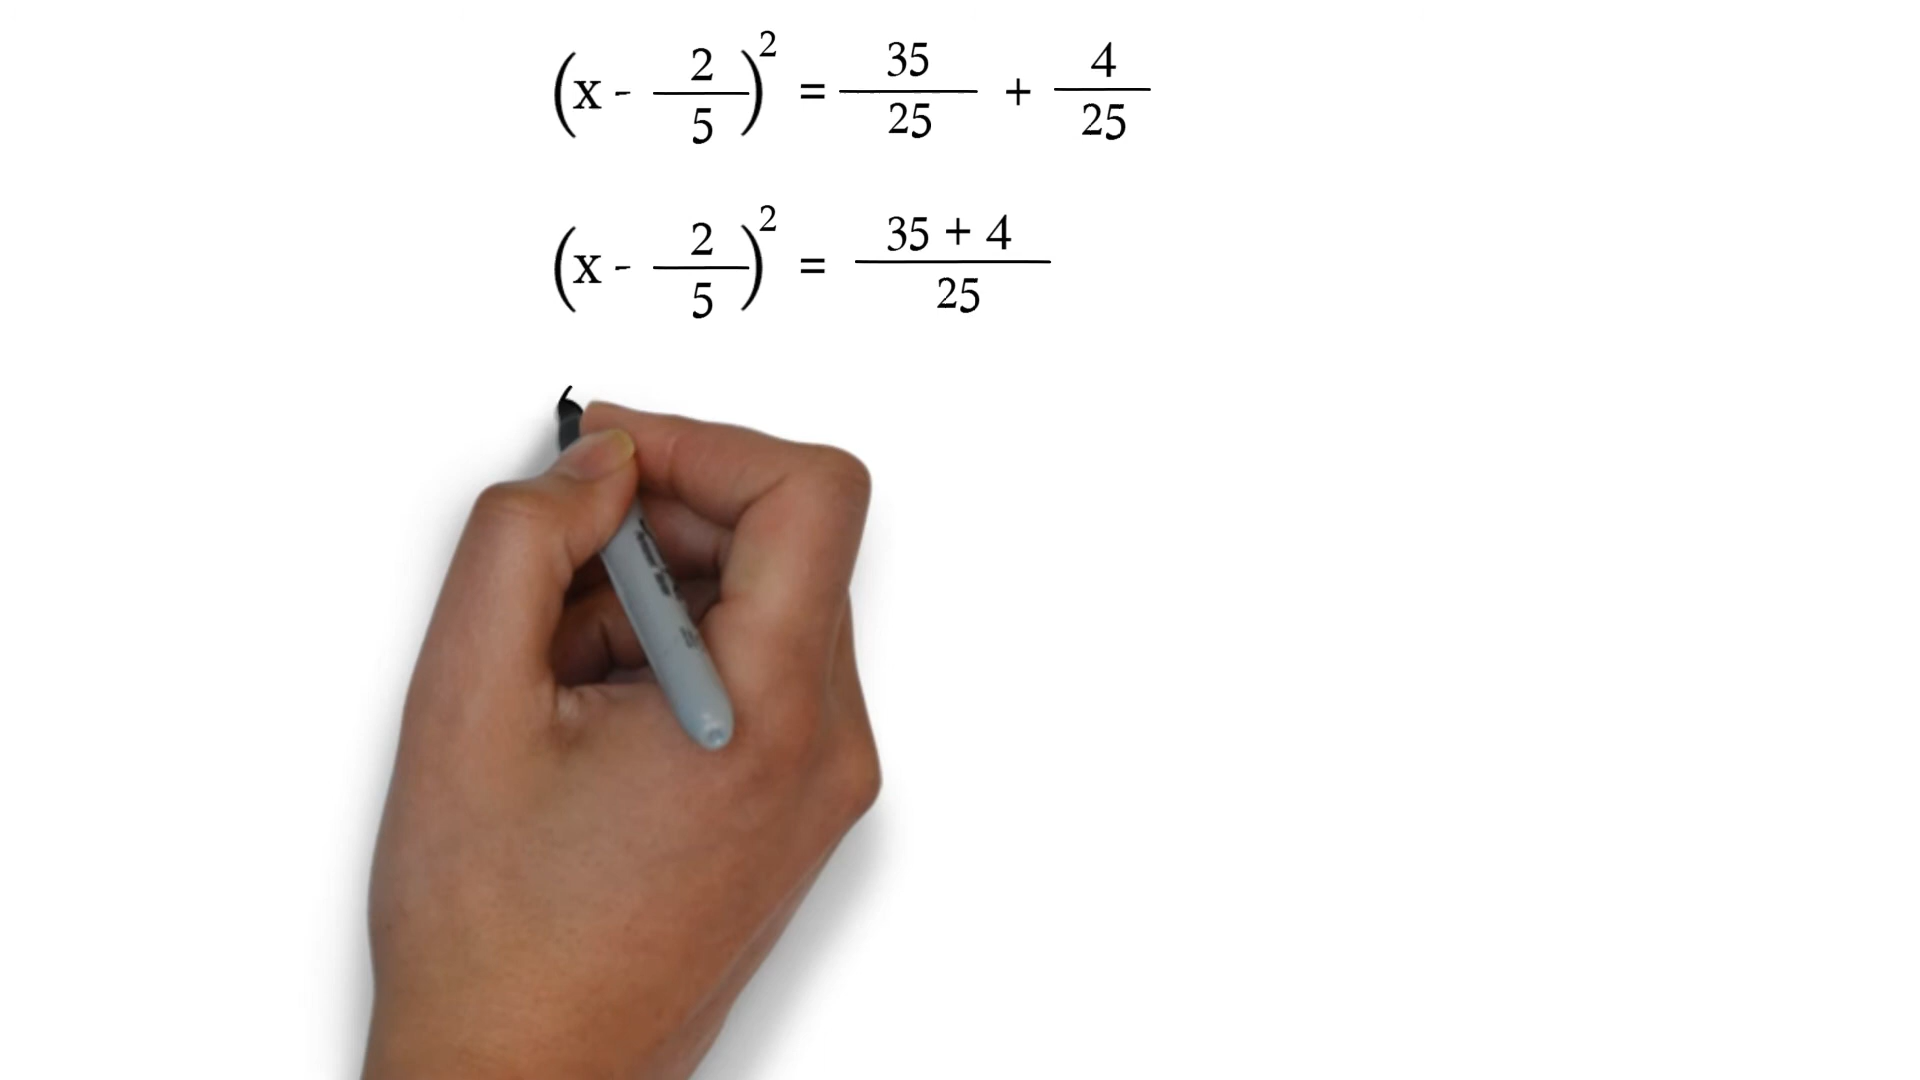 (x - 2/5)² = 35/25 + 4/25
(x - 2/5)² = (35 + 4)/25
(